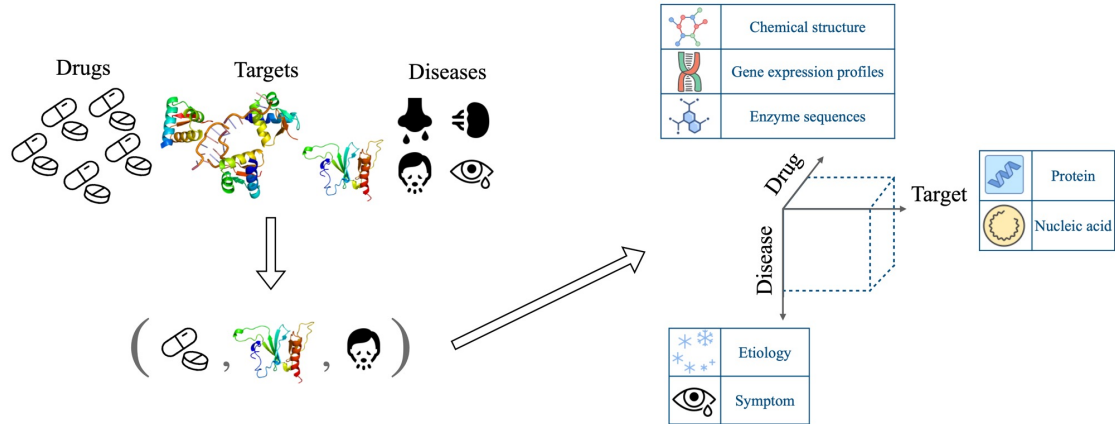 Drugs
Targets
Diseases
( , , )
Chemical structure
Gene expression profiles
Enzyme sequences
Drug
Target
Disease
Protein
Nucleic acid
Etiology
Symptom